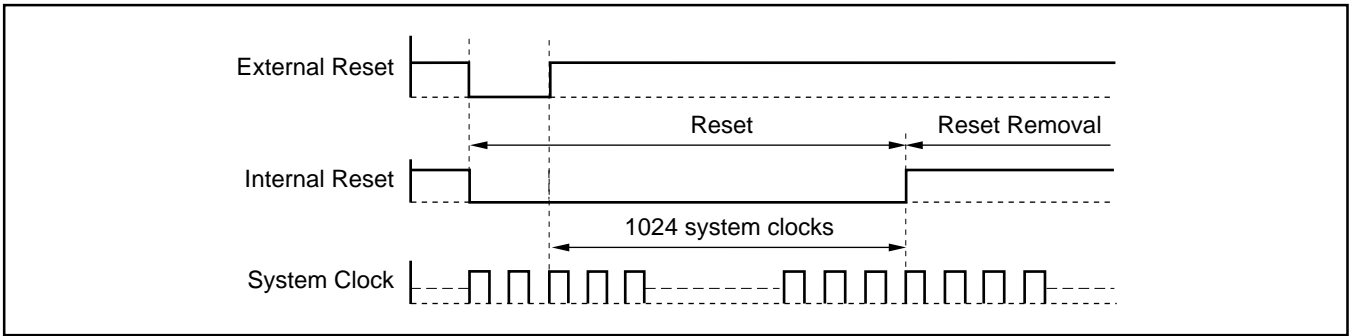 External Reset
Reset
Reset Removal
Internal Reset
1024 system clocks
System Clock